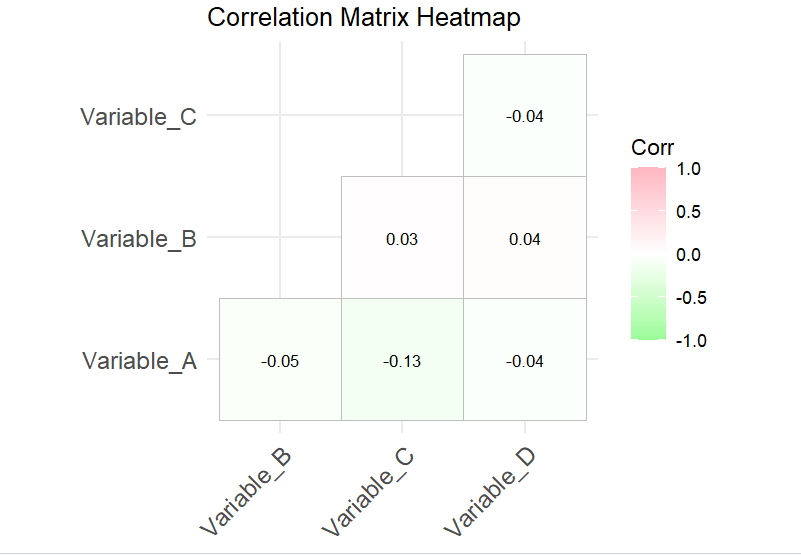 Correlation Matrix Heatmap
Variable_C
-0.04
Variable_B
0.03
0.04
Variable_A
-0.05
-0.13
-0.04
Variable_B
Variable_C
Variable_D
Corr
1.0
0.5
0.0
-0.5
-1.0